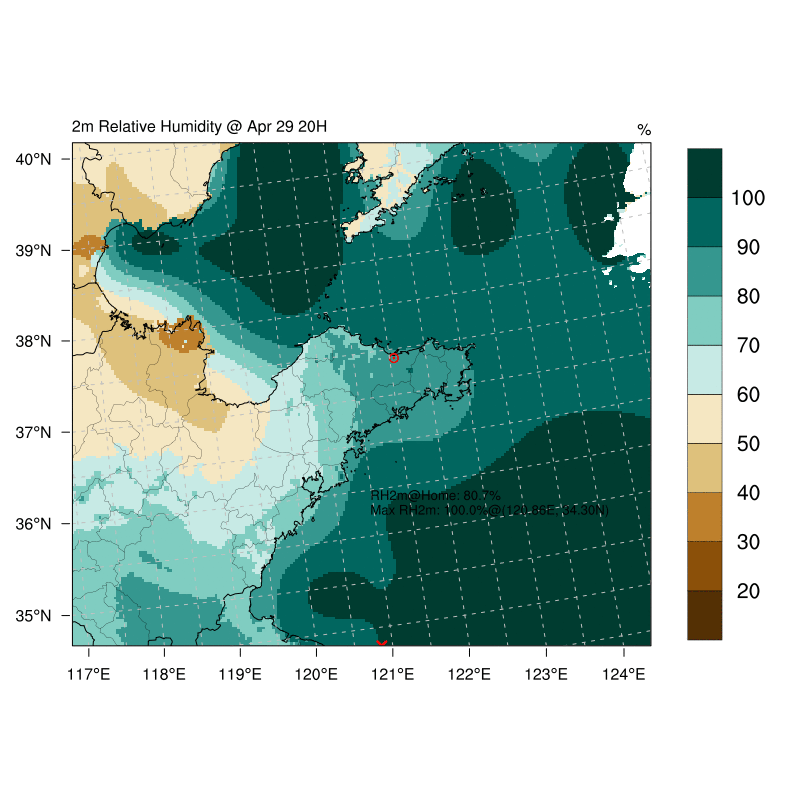 2m Relative Humidity @ Apr 29 20H
%
40°N
39°N
38°N
37°N
36°N
35°N
117°E 118°E 119°E 120°E 121°E 122°E 123°E 124°E
100
90
80
70
60
50
40
30
20
RH2m@Home: 80.7%
Max RH2m: 100.0%@(120.86E, 34.30N)